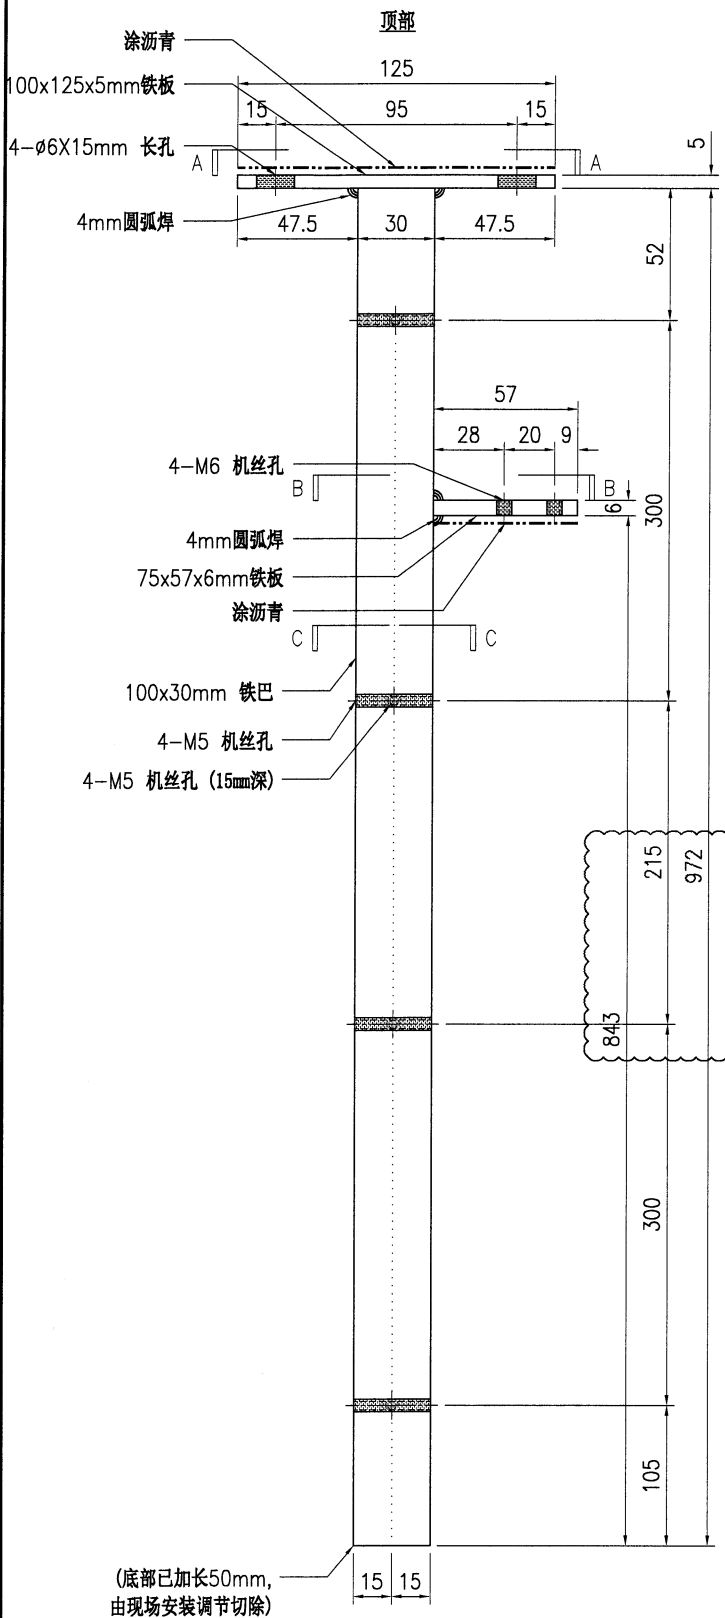 顶部
涂沥青
125
100x125x5mm铁板
15
95
15
4-ø6X15mm 长孔
A
A
5
4mm圆弧焊
47.5
30
47.5
52
57
28
20
9
4-M6 机丝孔
B
B
6
300
4mm圆弧焊
75x57x6mm铁板
涂沥青
C
C
100x30mm 铁巴
4-M5 机丝孔
4-M5 机丝孔 (15mm深)
215
972
843
300
105
(底部已加长50mm,
15
15
由现场安装调节切除)